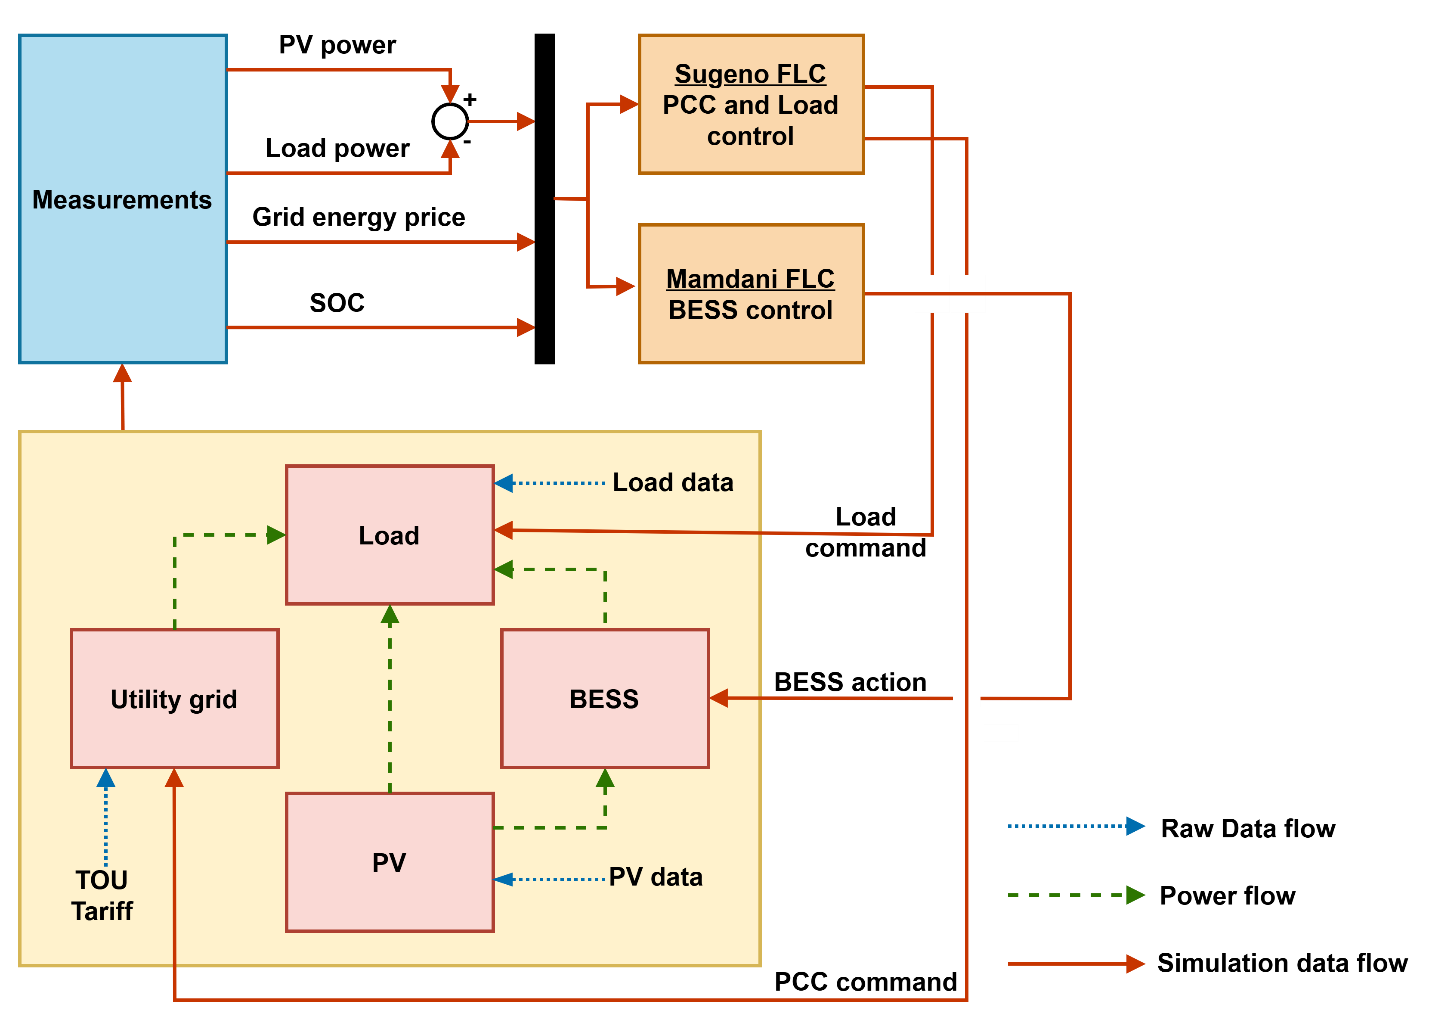 PV power
+
-
Load power
Measurements
Grid energy price
SOC
Sugeno FLC
PCC and Load
control
Mamdani FLC
BESS control
Load data
Load
Load
command
Utility grid
BESS
BESS action
PV
PV data
TOU
Tariff
PCC command
Raw Data flow
Power flow
Simulation data flow